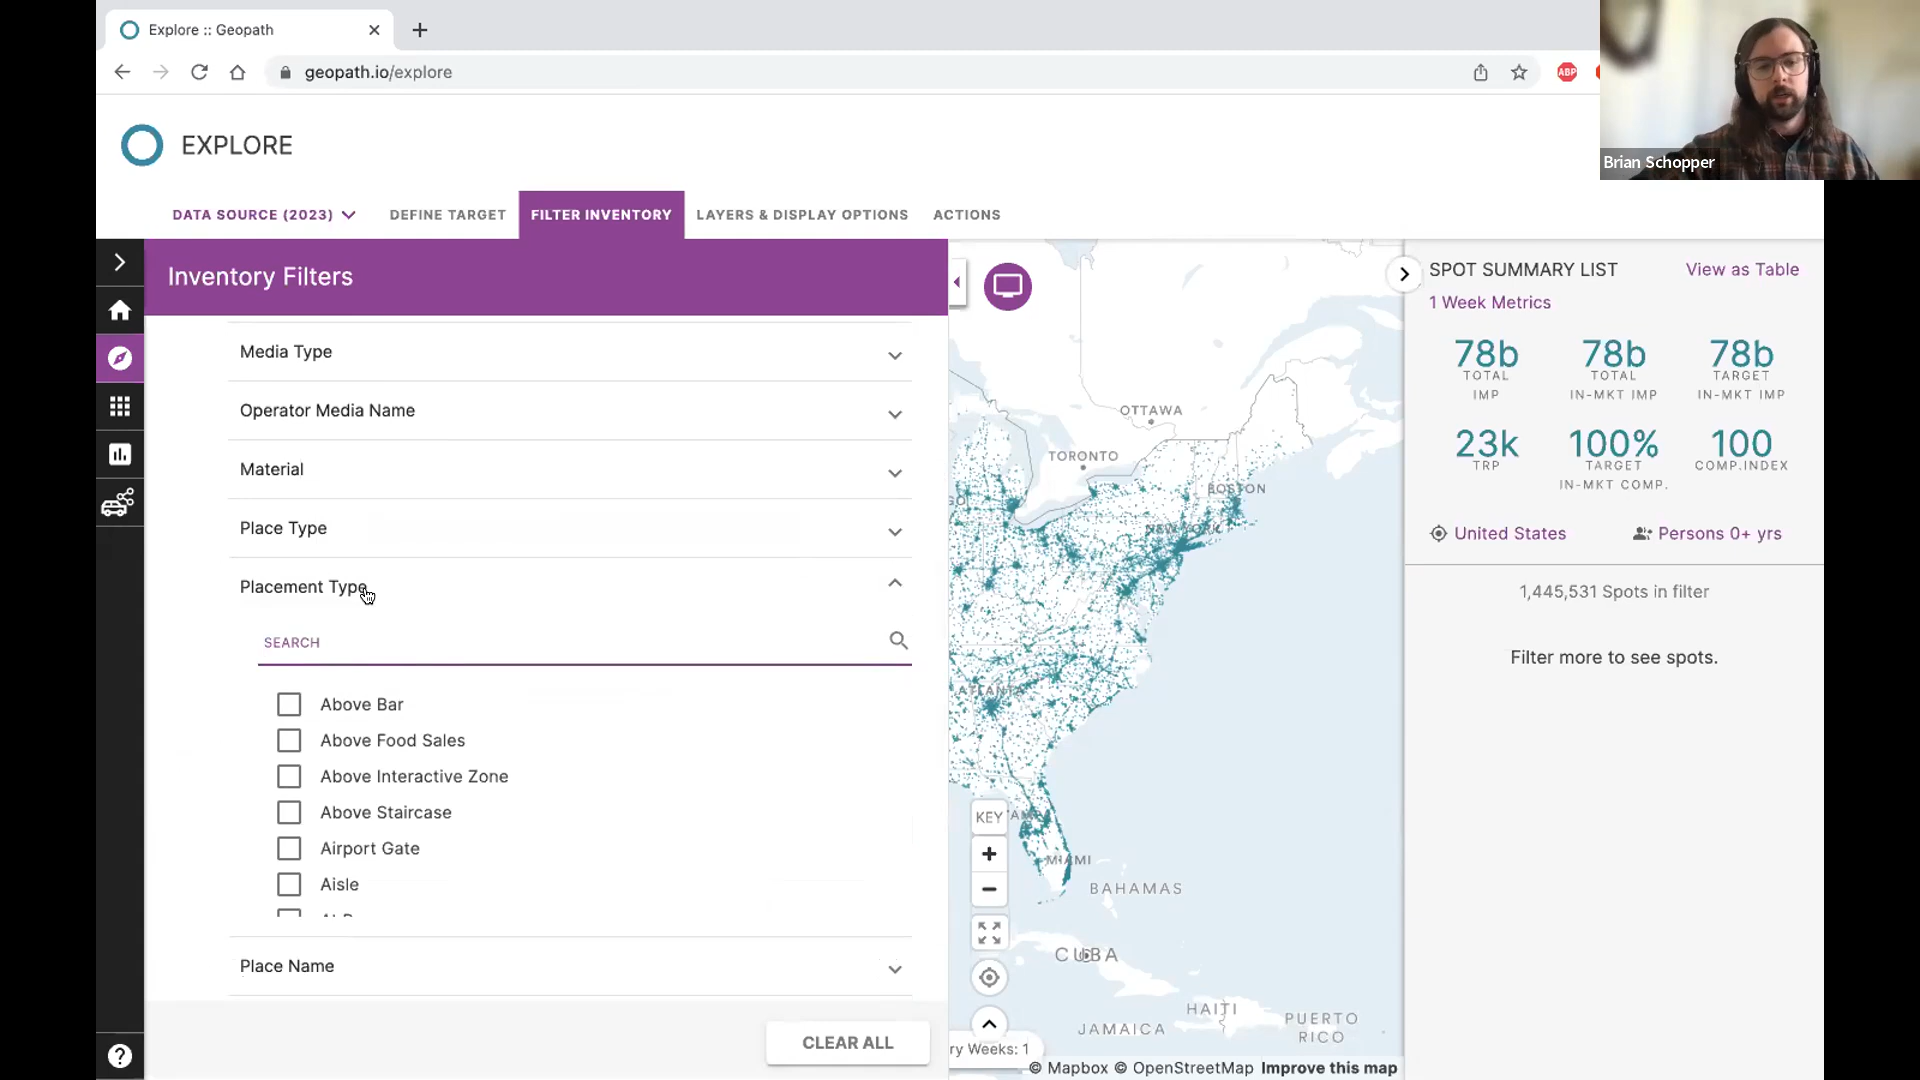 Explore :: Geopath
geopath.io/explore
ABP
Brian Schopper
EXPLORE
DATA SOURCE (2023)
DEFINE TARGET
FILTER INVENTORY
LAYERS & DISPLAY OPTIONS
ACTIONS
Inventory Filters
Media Type
Operator Media Name
Material
Place Type
Placement Type
SEARCH
Above Bar
Above Food Sales
Above Interactive Zone
Above Staircase
Airport Gate
Aisle
Place Name
CLEAR ALL
OTTAWA
TORONTO
BOSTON
NEW YORK
ATLANTA
MIAMI
BAHAMAS
CUBA
HAITI
JAMAICA
PUERTO
RICO
KEY
+
−
ry Weeks: 1
© Mapbox © OpenStreetMap Improve this map
SPOT SUMMARY LIST
View as Table
1 Week Metrics
78b 78b 78b
TOTAL TOTAL TARGET
IMP IN-MKT IMP IN-MKT IMP
23k 100% 100
TRP TARGET COMP.INDEX
IN-MKT COMP.
United States
Persons 0+ yrs
1,445,531 Spots in filter
Filter more to see spots.
?